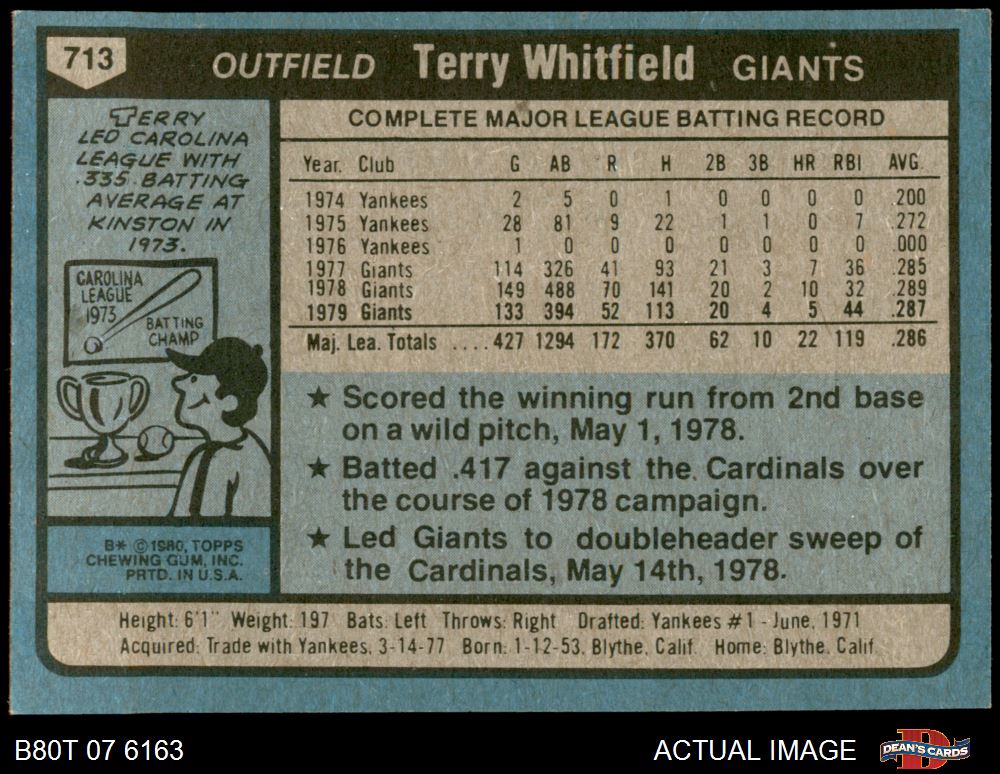 713 OUTFIELD Terry Whitfield GIANTS
TERRY
LED CAROLINA
LEAGUE WITH
.335 BATTING
AVERAGE AT
KINSTON IN
1973.
CAROLINA
LEAGUE
1973
BATTING
CHAMP
B* © 1980, TOPPS
CHEWING GUM, INC.
PRTD. IN U.S.A.
COMPLETE MAJOR LEAGUE BATTING RECORD
Year Club G AB R H 2B 3B HR RBI AVG.
1974 Yankees 2 5 0 1 0 0 0 0 .200
1975 Yankees 28 81 9 22 1 1 0 7 .272
1976 Yankees 1 0 0 0 0 0 0 0 .000
1977 Giants 114 326 41 93 21 3 7 36 .285
1978 Giants 149 488 70 141 20 2 10 32 .289
1979 Giants 133 394 52 113 20 4 5 44 .287
Maj. Lea. Totals .... 427 1294 172 370 62 10 22 119 .286
★ Scored the winning run from 2nd base
on a wild pitch, May 1, 1978.
★ Batted .417 against the Cardinals over
the course of 1978 campaign.
★ Led Giants to doubleheader sweep of
the Cardinals, May 14th, 1978.
Height: 6'1" Weight: 197 Bats: Left Throws: Right Drafted: Yankees #1 - June, 1971
Acquired: Trade with Yankees, 3-14-77 Born: 1-12-53, Blythe, Calif. Home: Blythe, Calif.
B80T 07 6163 ACTUAL IMAGE DEAN'S CARDS